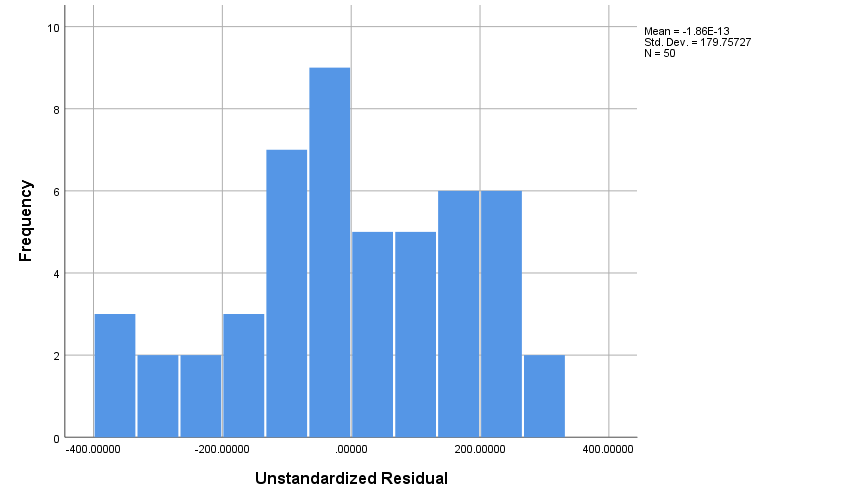 10
8
6
4
2
0
Frequency
-400.00000
-200.00000
.00000
200.00000
400.00000
Unstandardized Residual
Mean = -1.86E-13
Std. Dev. = 179.75727
N = 50